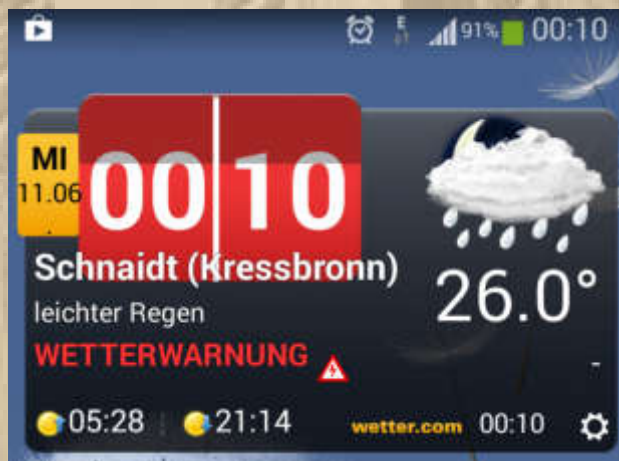 E 91% 00:10
00 10
MI
11.06
.
Schnaidt (Kressbronn)
26.0°
leichter Regen
WETTERWARNUNG
-
05:28 21:14 wetter.com 00:10